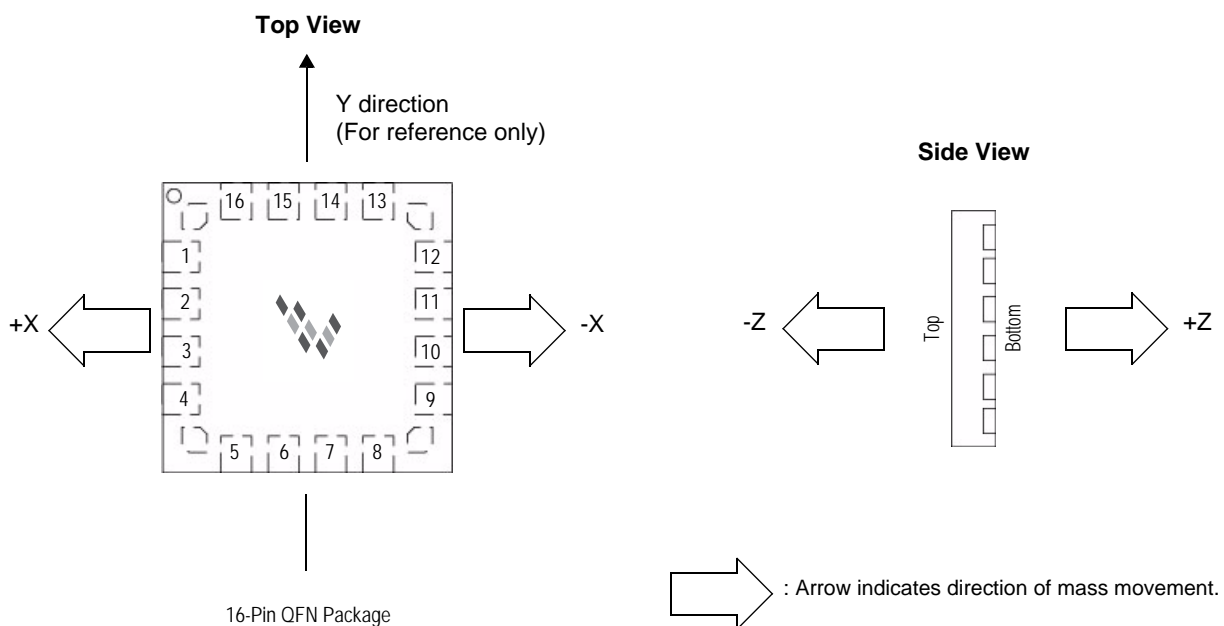 Top View
Y direction
(For reference only)
16 15 14 13
1
2
3
4
12
11
10
9
5 6 7 8
+X
-X
16-Pin QFN Package
Side View
-Z
Top
Bottom
+Z
: Arrow indicates direction of mass movement.